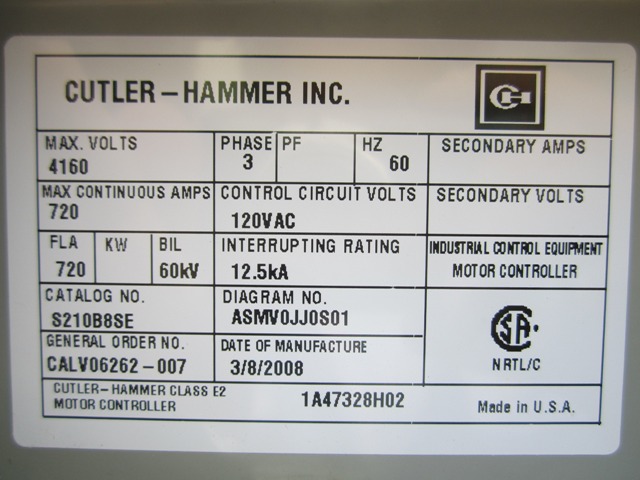 CUTLER-HAMMER INC.
CH
MAX. VOLTS PHASE PF HZ SECONDARY AMPS
4160 3 60
MAX CONTINUOUS AMPS CONTROL CIRCUIT VOLTS SECONDARY VOLTS
720 120VAC
FLA KW BIL INTERRUPTING RATING INDUSTRIAL CONTROL EQUIPMENT
720 60kV 12.5kA MOTOR CONTROLLER
CATALOG NO. DIAGRAM NO.
S210B8SE ASMV0JJ0S01
SA
GENERAL ORDER NO. DATE OF MANUFACTURE
CALV06262-007 3/8/2008 NRTL/C
CUTLER-HAMMER CLASS E2 1A47328H02
MOTOR CONTROLLER Made in U.S.A.